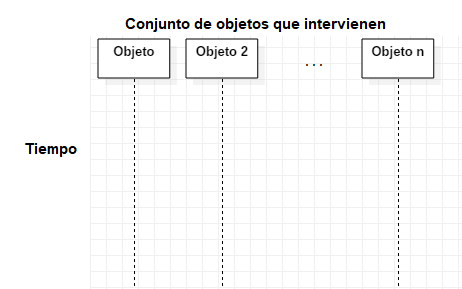 Conjunto de objetos que intervienen
Objeto
Objeto 2
...
Objeto n
Tiempo